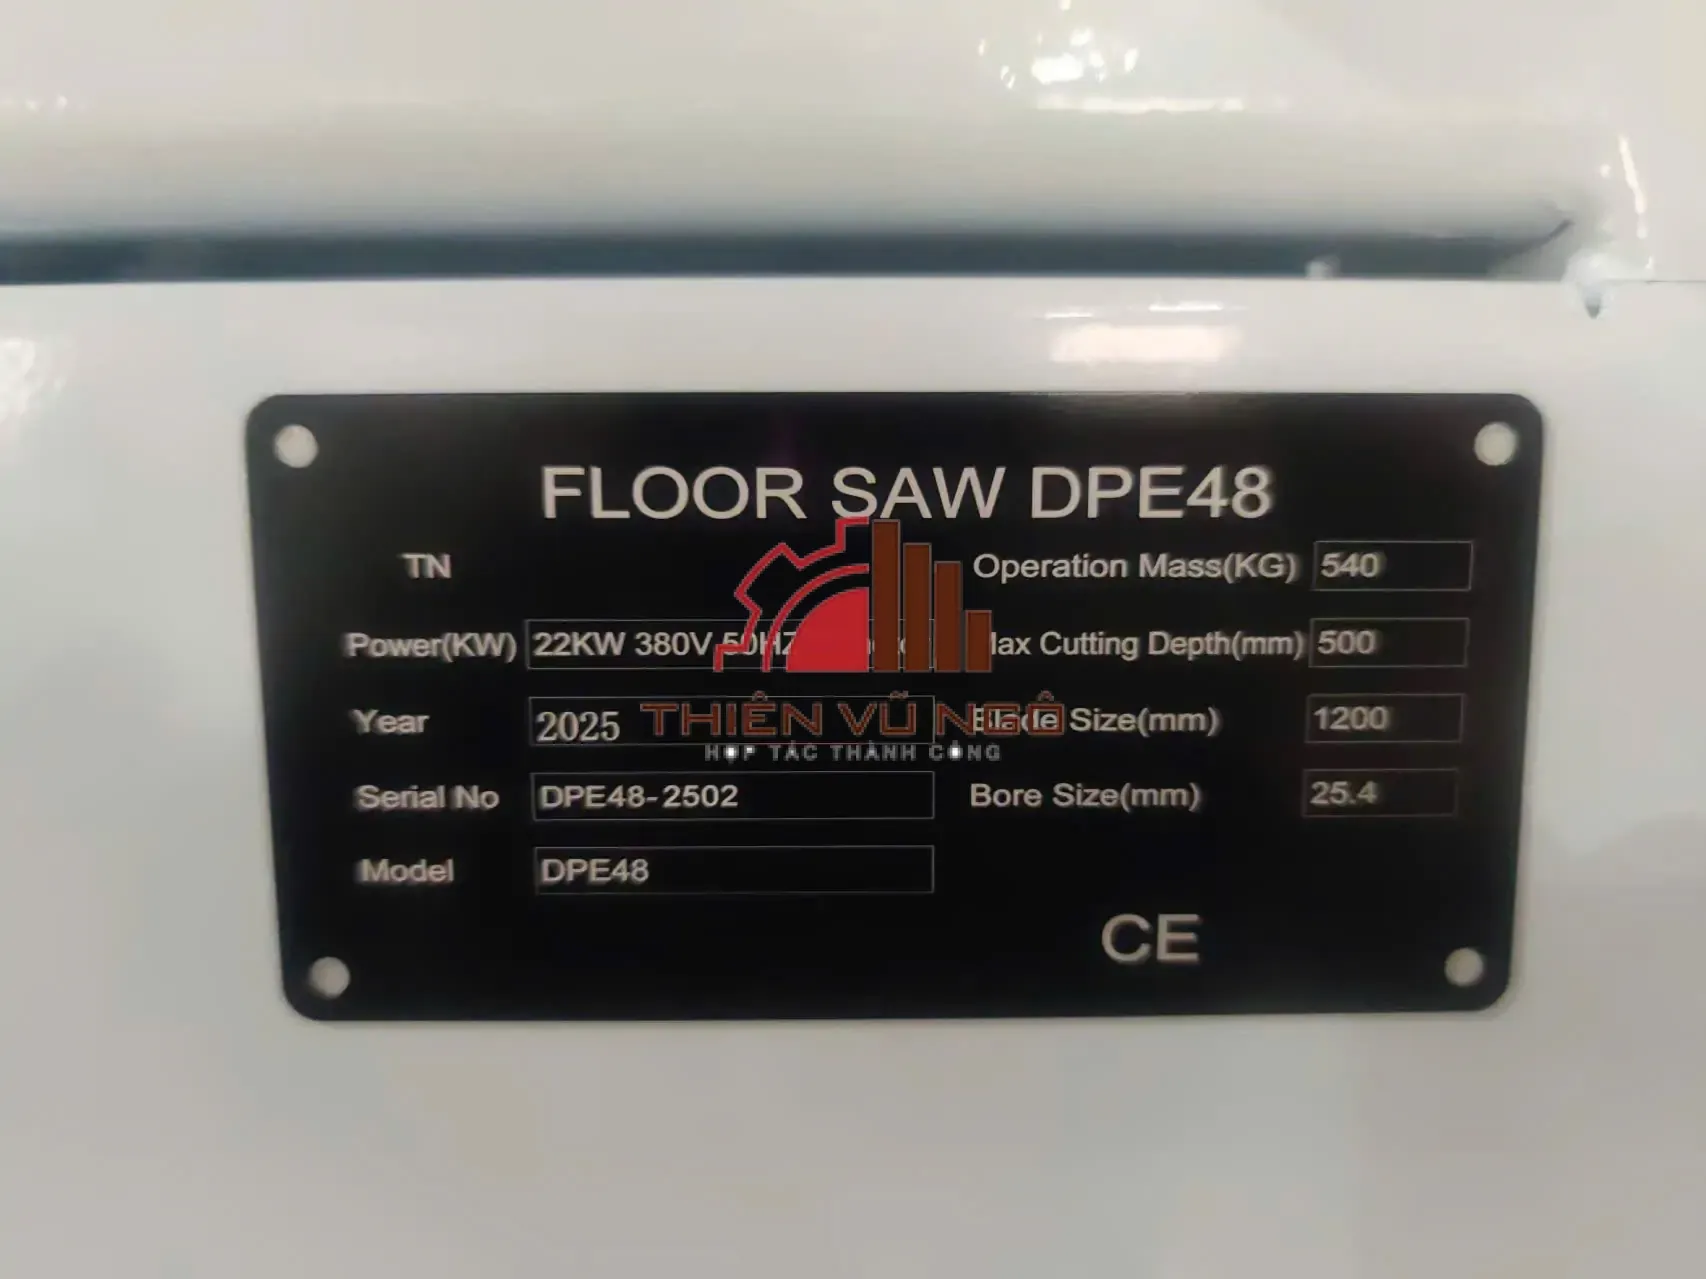 FLOOR SAW DPE48
TN
Operation Mass(KG) 540
Power(KW) 22KW 380V 50HZ
Max Cutting Depth(mm) 500
Year 2025
Blade Size(mm) 1200
THIÊN VŨ NGÔ
HỢP TÁC THÀNH CÔNG
Serial No DPE48-2502
Bore Size(mm) 25.4
Model DPE48
CE